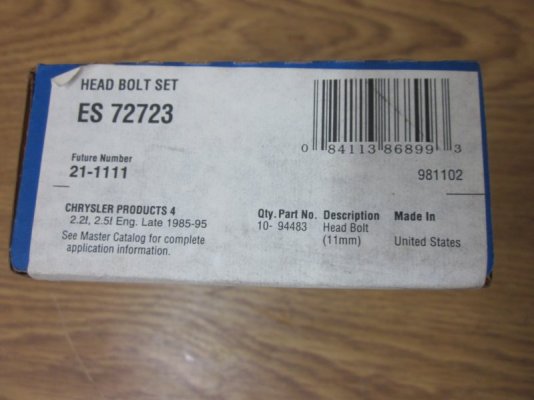 HEAD BOLT SET
ES 72723
0 84113 86899 3
Future Number
21-1111
981102
CHRYSLER PRODUCTS 4
2.2ℓ, 2.5ℓ Eng. Late 1985-95
See Master Catalog for complete
application information.
Qty. Part No. Description Made In
10- 94483 Head Bolt United States
(11mm)